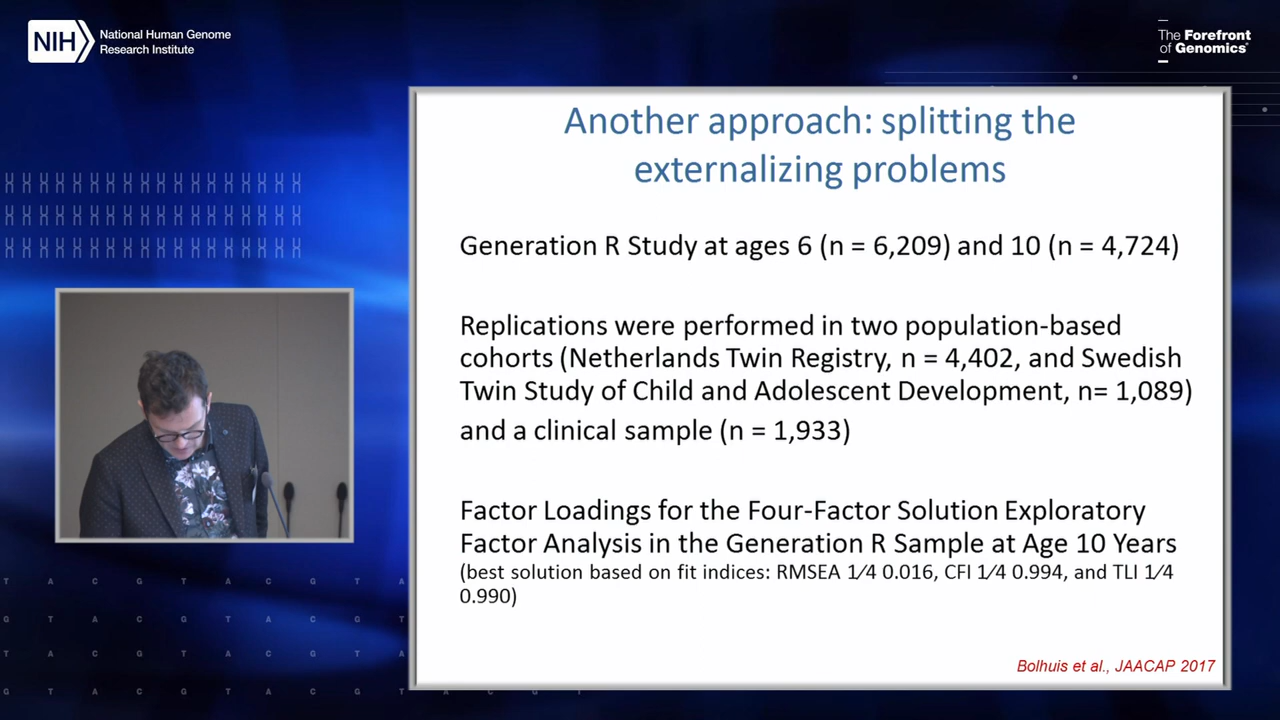 NIH
National Human Genome
Research Institute
The Forefront
of Genomics®
Another approach: splitting the
externalizing problems
Generation R Study at ages 6 (n = 6,209) and 10 (n = 4,724)
Replications were performed in two population-based
cohorts (Netherlands Twin Registry, n = 4,402, and Swedish
Twin Study of Child and Adolescent Development, n= 1,089)
and a clinical sample (n = 1,933)
Factor Loadings for the Four-Factor Solution Exploratory
Factor Analysis in the Generation R Sample at Age 10 Years
(best solution based on fit indices: RMSEA 1⁄4 0.016, CFI 1⁄4 0.994, and TLI 1⁄4
0.990)
Bolhuis et al., JAACAP 2017
T A C G T A C G T A
G T A C G T A C G T
T A C G T A C G T A
G T A C G T A C G T A C G T